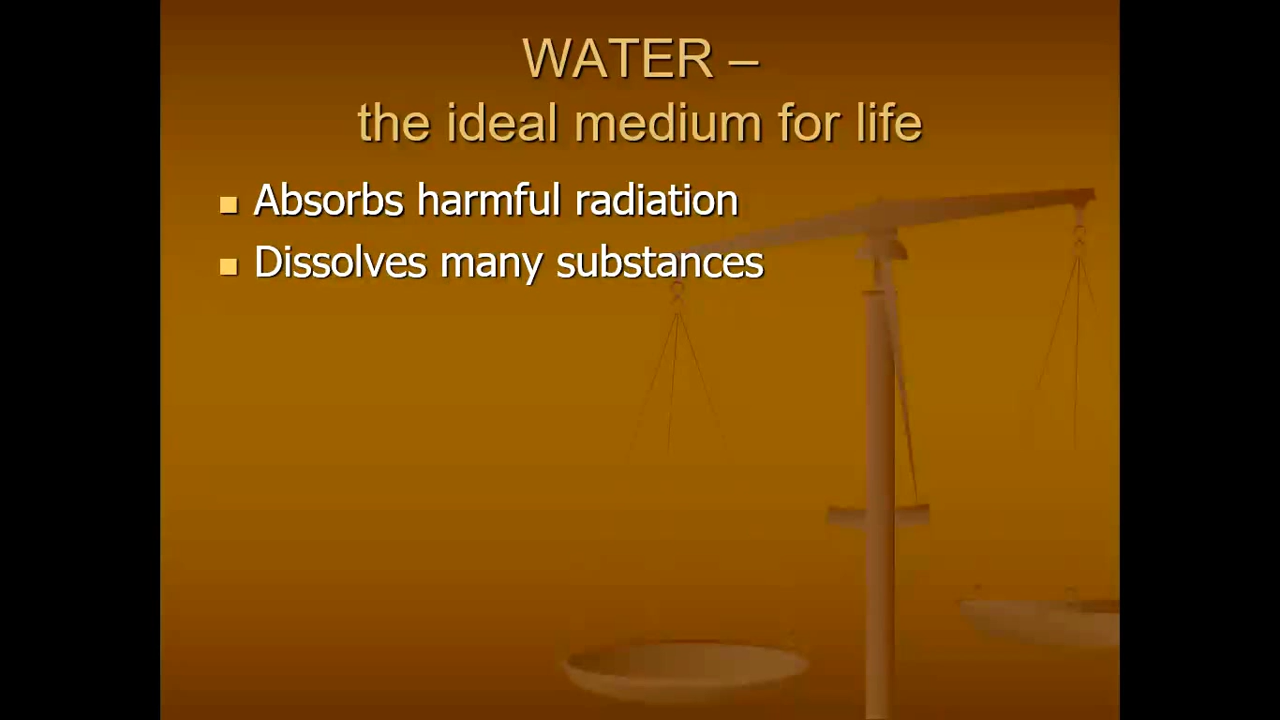 WATER –
the ideal medium for life
Absorbs harmful radiation
Dissolves many substances